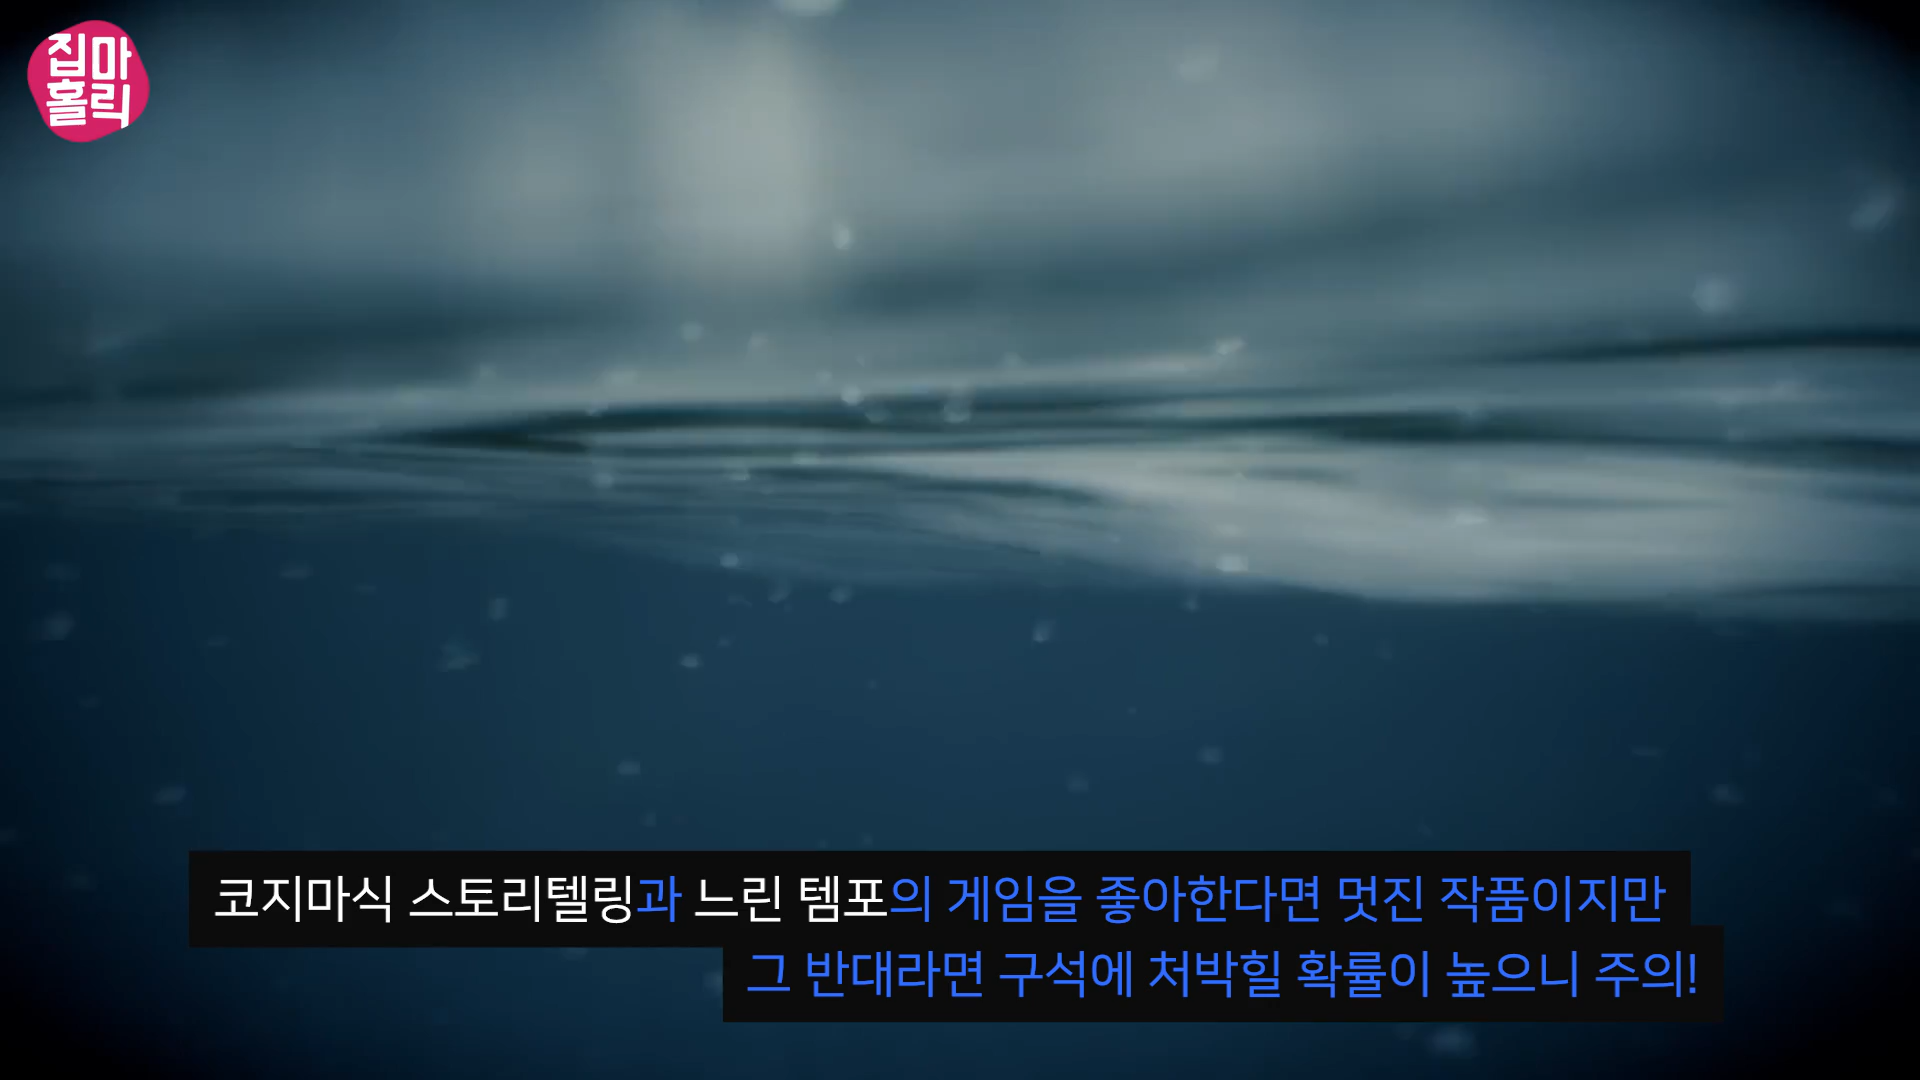 집마
홀릭
코지마식 스토리텔링과 느린 템포의 게임을 좋아한다면 멋진 작품이지만
그 반대라면 구석에 처박힐 확률이 높으니 주의!